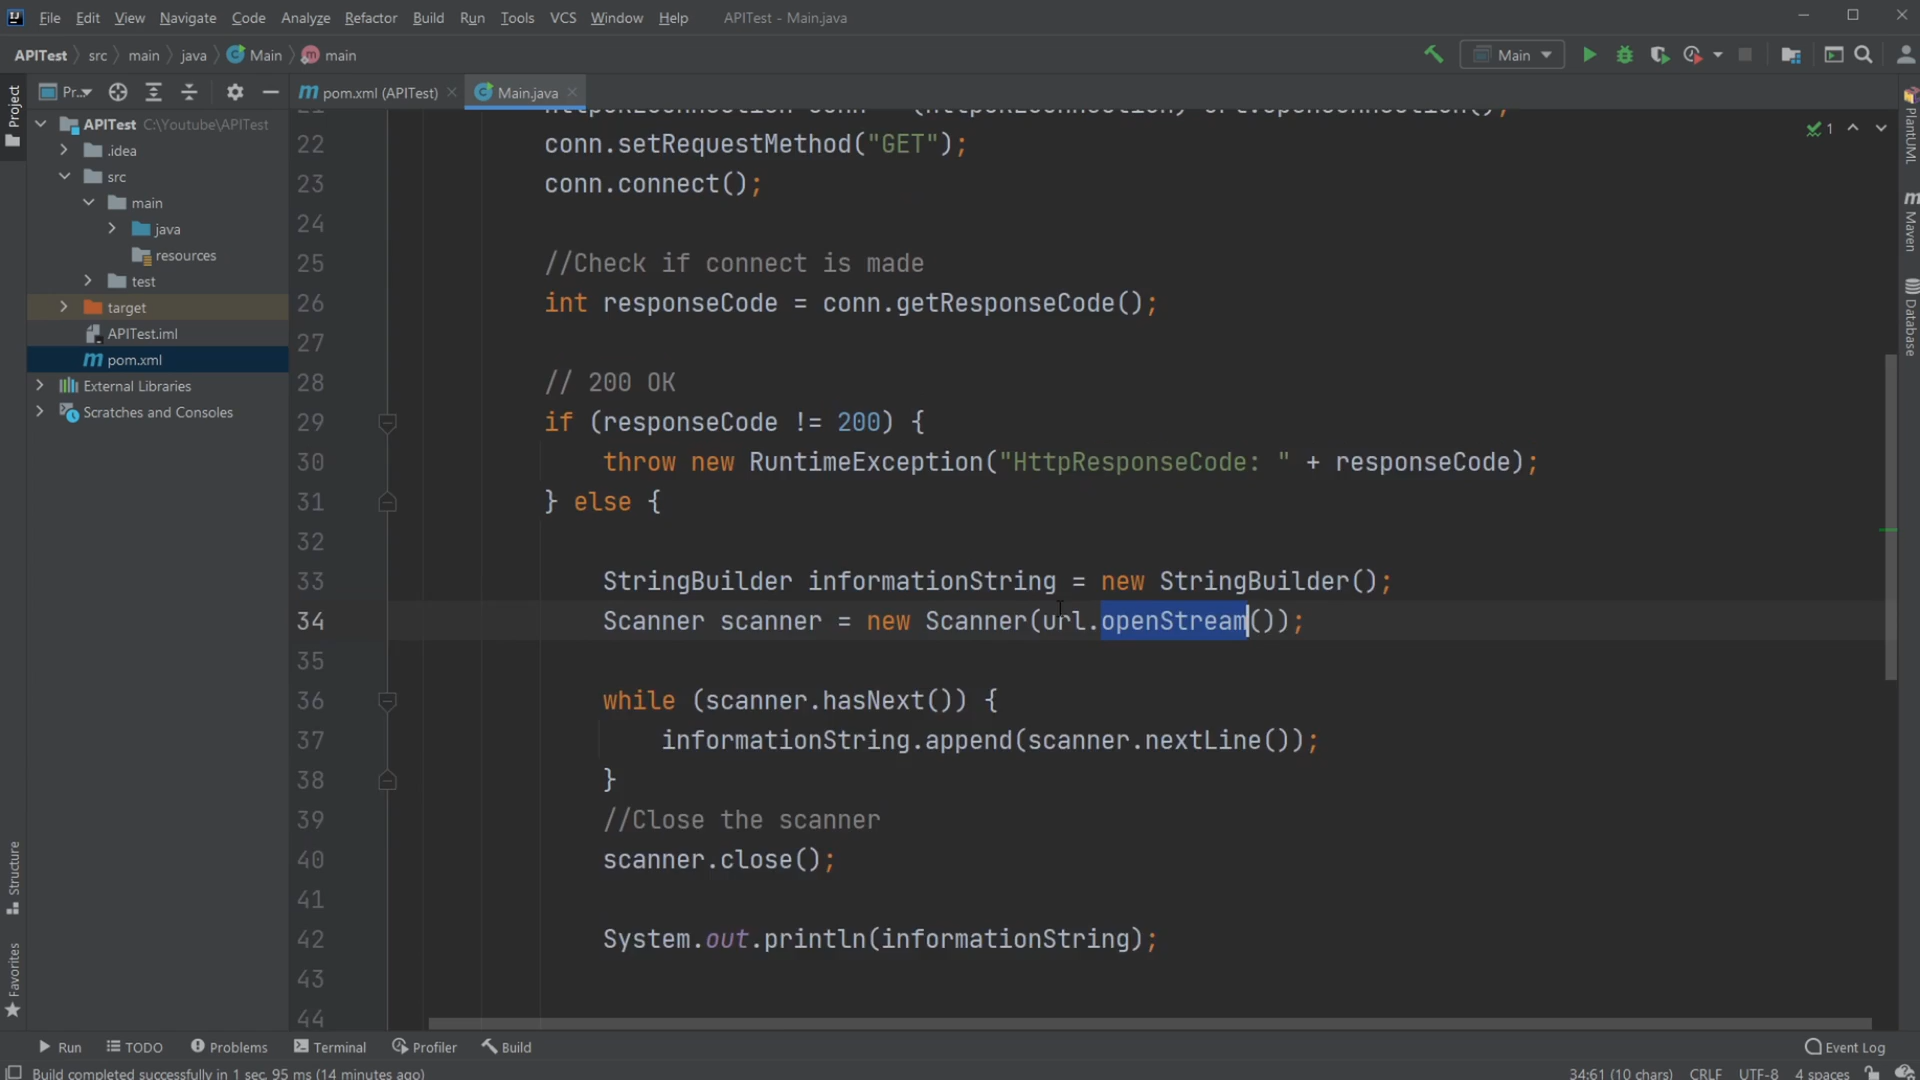 File Edit View Navigate Code Analyze Refactor Build Run Tools VCS Window Help APITest - Main.java
APITest src main java Main main Main
Project Pr... pom.xml (APITest) Main.java
APITest C:\Youtube\APITest
.idea
src
main
java
resources
test
target
APITest.iml
pom.xml
External Libraries
Scratches and Consoles
22 conn.setRequestMethod("GET");
23 conn.connect();
24
25 //Check if connect is made
26 int responseCode = conn.getResponseCode();
27
28 // 200 OK
29 if (responseCode != 200) {
30 throw new RuntimeException("HttpResponseCode: " + responseCode);
31 } else {
32
33 StringBuilder informationString = new StringBuilder();
34 Scanner scanner = new Scanner(url.openStream());
35
36 while (scanner.hasNext()) {
37 informationString.append(scanner.nextLine());
38 }
39 //Close the scanner
40 scanner.close();
41
42 System.out.println(informationString);
43
44
1
PlantUML
Maven
Database
Structure
Favorites
Run TODO Problems Terminal Profiler Build Event Log
Build completed successfully in 1 sec, 95 ms (14 minutes ago) 34:61 (10 chars) CRLF UTF-8 4 spaces